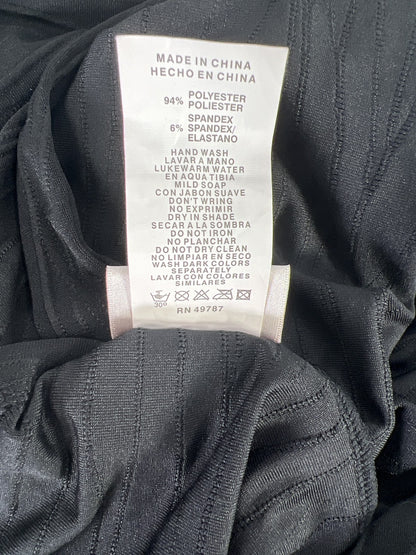 MADE IN CHINA
HECHO EN CHINA
94% POLYESTER
POLIESTER
SPANDEX
6% SPANDEX/
ELASTANO
HAND WASH
LAVAR A MANO
LUKEWARM WATER
EN AQUA TIBIA
MILD SOAP
CON JABON SUAVE
DON'T WRING
NO EXPRIMIR
DRY IN SHADE
SECAR A LA SOMBRA
DO NOT IRON
NO PLANCHAR
DO NOT DRY CLEAN
NO LIMPIAR EN SECO
WASH DARK COLORS
SEPARATELY
LAVAR CON COLORES
SIMILARES
30º
RN 49787